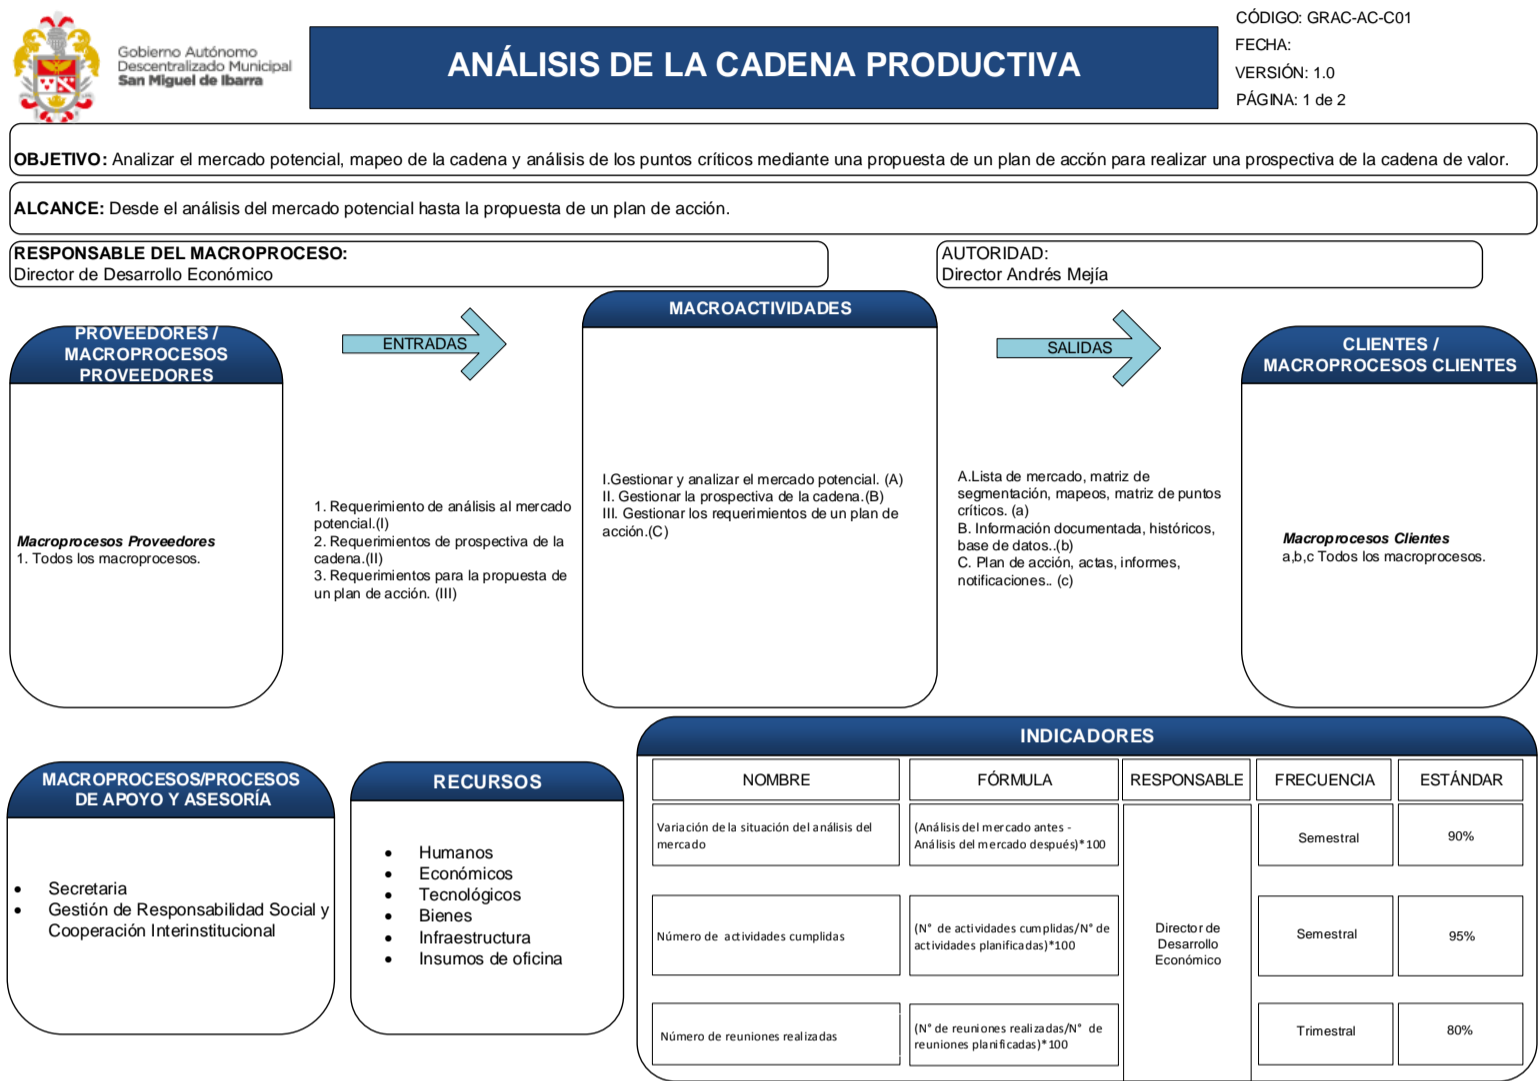 Gobierno Autónomo
Descentralizado Municipal
San Miguel de Ibarra
ANÁLISIS DE LA CADENA PRODUCTIVA
CÓDIGO: GRAC-AC-C01
FECHA:
VERSIÓN: 1.0
PÁGINA: 1 de 2
OBJETIVO: Analizar el mercado potencial, mapeo de la cadena y análisis de los puntos críticos mediante una propuesta de un plan de acción para realizar una prospectiva de la cadena de valor.
ALCANCE: Desde el análisis del mercado potencial hasta la propuesta de un plan de acción.
RESPONSABLE DEL MACROPROCESO:
Director de Desarrollo Económico
AUTORIDAD:
Director Andrés Mejía
PROVEEDORES /
MACROPROCESOS
PROVEEDORES
Macroprocesos Proveedores
1. Todos los macroprocesos.
ENTRADAS
1. Requerimiento de análisis al mercado
potencial.(I)
2. Requerimientos de prospectiva de la
cadena.(II)
3. Requerimientos para la propuesta de
un plan de acción. (III)
MACROACTIVIDADES
I.Gestionar y analizar el mercado potencial. (A)
II. Gestionar la prospectiva de la cadena.(B)
III. Gestionar los requerimientos de un plan de
acción.(C)
SALIDAS
A.Lista de mercado, matriz de
segmentación, mapeos, matriz de puntos
críticos. (a)
B. Información documentada, históricos,
base de datos..(b)
C. Plan de acción, actas, informes,
notificaciones.. (c)
CLIENTES /
MACROPROCESOS CLIENTES
Macroprocesos Clientes
a,b,c Todos los macroprocesos.
MACROPROCESOS/PROCESOS
DE APOYO Y ASESORÍA
• Secretaria
• Gestión de Responsabilidad Social y
Cooperación Interinstitucional
RECURSOS
• Humanos
• Económicos
• Tecnológicos
• Bienes
• Infraestructura
• Insumos de oficina
INDICADORES
NOMBRE FÓRMULA RESPONSABLE FRECUENCIA ESTÁNDAR
Variación de la situación del análisis del
mercado
(Análisis del mercado antes -
Análisis del mercado después)*100
Semestral
90%
Número de actividades cumplidas
(N° de actividades cumplidas/N° de
actividades planificadas)*100
Director de
Desarrollo
Económico
Semestral
95%
Número de reuniones realizadas
(N° de reuniones realizadas/N° de
reuniones planificadas)*100
Trimestral
80%